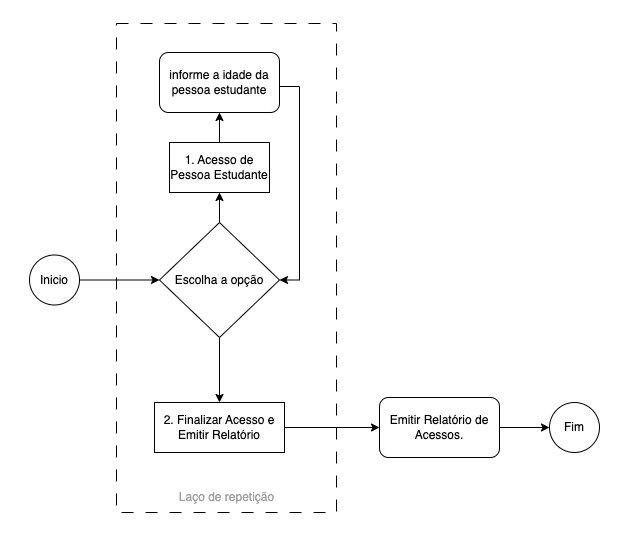 informe a idade da
pessoa estudante
1. Acesso de
Pessoa Estudante
Inicio
Escolha a opção
2. Finalizar Acesso e
Emitir Relatório
Emitir Relatório de
Acessos.
Fim
Laço de repetição